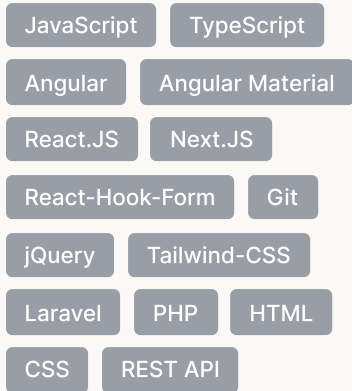 JavaScript TypeScript
Angular Angular Material
React.JS Next.JS
React-Hook-Form Git
jQuery Tailwind-CSS
Laravel PHP HTML
CSS REST API